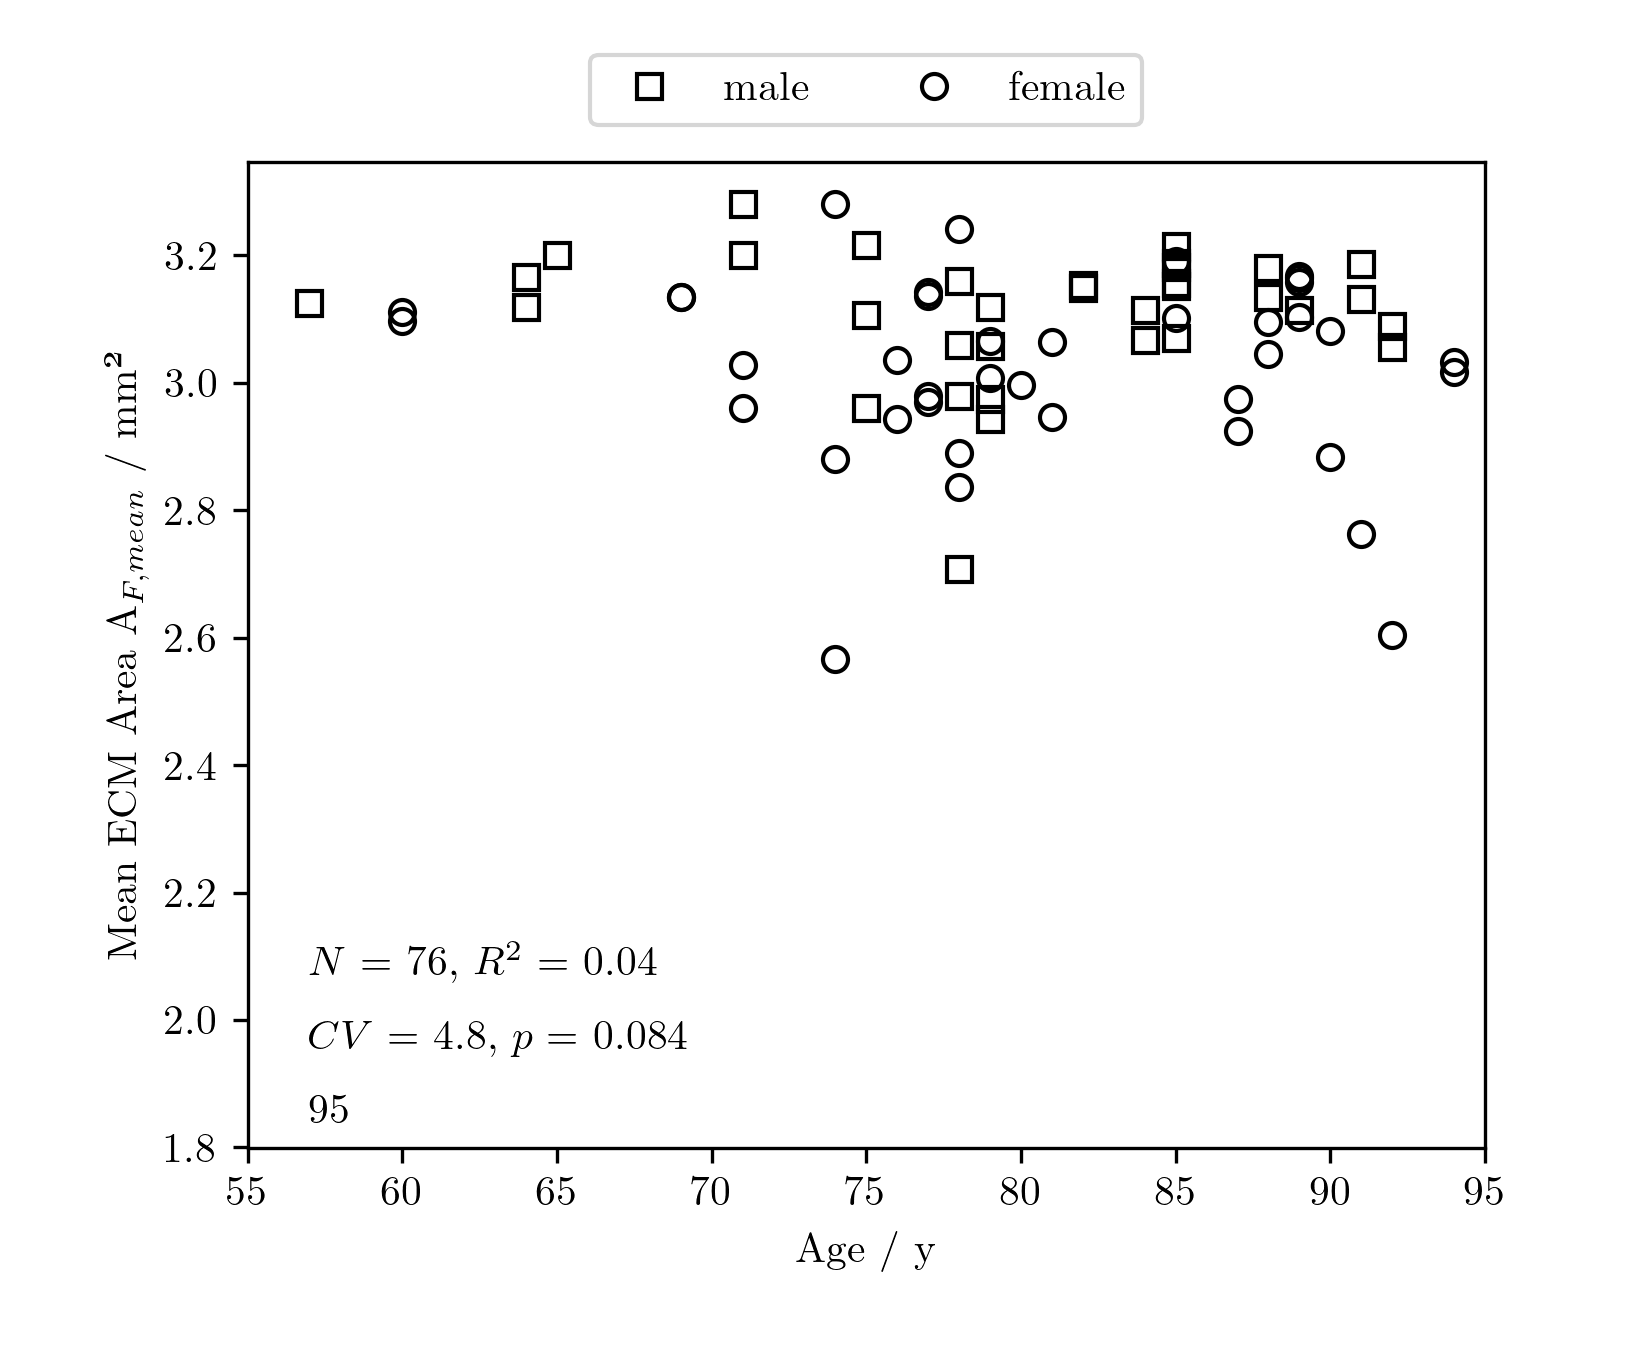 male female
3.2
3.0
2.8
2.6
2.4
2.2
2.0
1.8
Mean ECM Area A_{F,mean} / mm²
N = 76, R² = 0.04
CV = 4.8, p = 0.084
95
55 60 65 70 75 80 85 90 95
Age / y